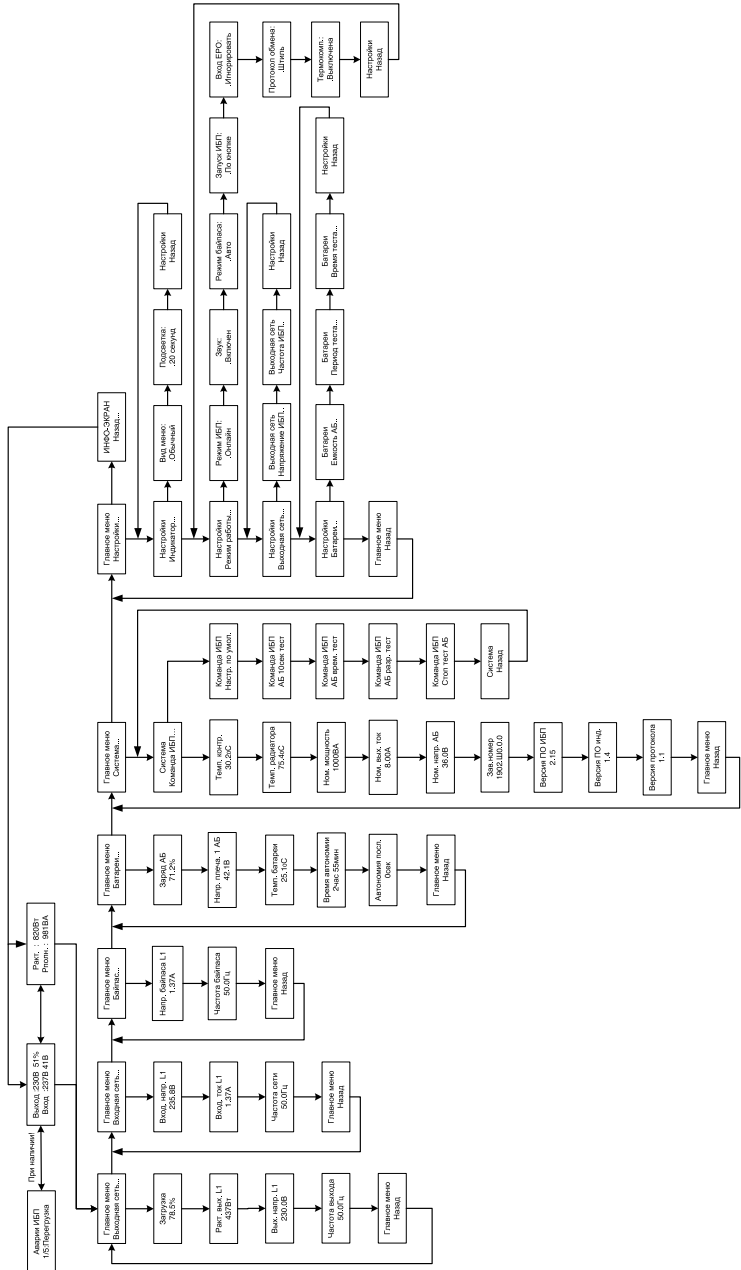 Аварии ИБП
1/5:Перегрузка
При наличии!
Выход :230В 51%
Вход :237В 41В
Ракт. : 820Вт
Рполн. : 981ВА
Главное меню
Выходная сеть...
Загрузка
78.5%
Ракт. вых. L1
437Вт
Вых. напр. L1
230.0В
Частота выхода
50.0Гц
Главное меню
Назад
Главное меню
Входная сеть...
Вход. напр. L1
235.8В
Вход. ток L1
1.37А
Частота сети
50.0Гц
Главное меню
Назад
Главное меню
Байпас...
Напр. байпаса L1
1.37А
Частота байпаса
50.0Гц
Главное меню
Назад
Главное меню
Батареи...
Заряд АБ
71.2%
Напр. плеча. 1 АБ
42.1В
Темп. батареи
25.1оС
Время автономии
2час 55мин
Автономия посл.
0сек
Главное меню
Назад
Главное меню
Система...
Система
Команда ИБП....
Темп. контр.
30.2оС
Темп. радиатора
75.4оС
Ном. мощность
1000ВА
Ном. вых. ток
8.00А
Ном. напр. АБ
36.0В
Зав.номер
1902.Ш0.0.0
Версия ПО ИБП
2.15
Версия ПО инд.
1.4
Версия протокола
1.1
Главное меню
Назад
Команда ИБП
Настр. по умол.
Команда ИБП
АБ 10сек тест
Команда ИБП
АБ врем. тест
Команда ИБП
АБ разр. тест
Команда ИБП
Стоп тест АБ
Система
Назад
Главное меню
Настройки...
ИНФО-ЭКРАН
Назад...
Настройки
Индикатор...
Вид меню:
.Обычный
Подсветка:
.20 секунд
Настройки
Назад
Настройки
Режим работы...
Режим ИБП:
.Онлайн
Звук:
.Включен
Режим байпаса:
.Авто
Запуск ИБП:
.По кнопке
Вход EPO:
.Игнорировать
Протокол обмена:
.Штиль
Термокомп.:
.Выключена
Настройки
Назад
Настройки
Выходная сеть...
Выходная сеть
Напряжение ИБП..
Выходная сеть
Частота ИБП..
Настройки
Назад
Настройки
Батареи...
Батареи
Емкость АБ..
Батареи
Период теста...
Батареи
Время теста...
Настройки
Назад
Главное меню
Назад